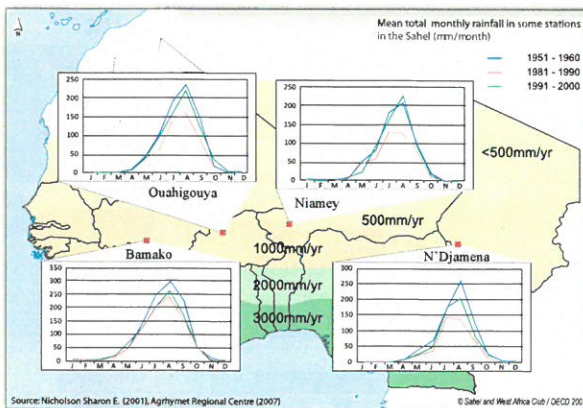 Mean total monthly rainfall in some stations
in the Sahel (mm/month)
1951 - 1960
1981 - 1990
1991 - 2000
N
250
200
150
100
50
0
J F M A M J J A S O N D
Ouahigouya
250
200
150
100
50
0
J F M A M J J A S O N D
Niamey
<500mm/yr
500mm/yr
1000mm/yr
2000mm/yr
3000mm/yr
Bamako
350
300
250
200
150
100
50
0
J F M A M J J A S O N D
N'Djamena
300
250
200
150
100
50
0
J F M A M J J A S O N D
Source: Nicholson Sharon E. (2001), Agrhymet Regional Centre (2007)
© Sahel and West Africa Club / OECD 200